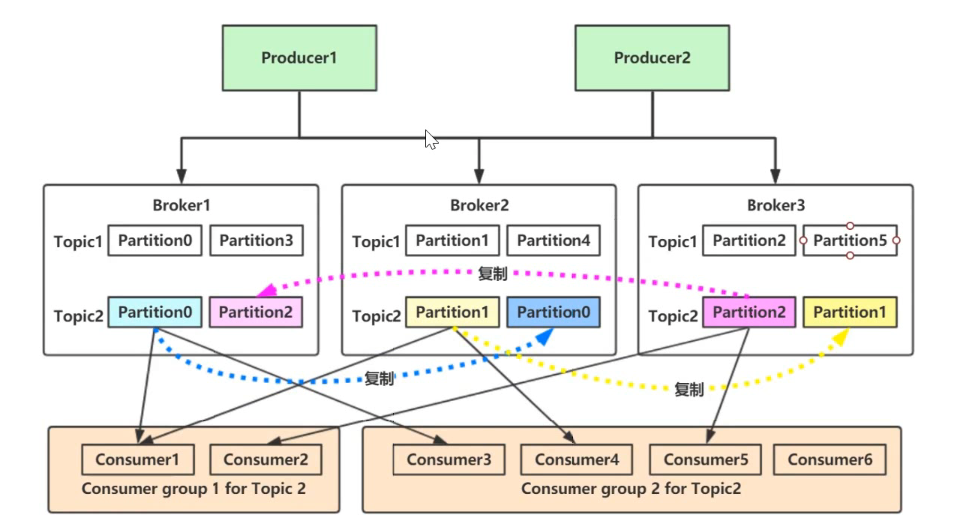 Producer1 Producer2
Broker1 Broker2 Broker3
Topic1 Partition0 Partition3 Topic1 Partition1 Partition4 Topic1 Partition2 Partition5
复制
Topic2 Partition0 Partition2 Topic2 Partition1 Partition0 Topic2 Partition2 Partition1
复制
复制
Consumer1 Consumer2 Consumer3 Consumer4 Consumer5 Consumer6
Consumer group 1 for Topic 2 Consumer group 2 for Topic2